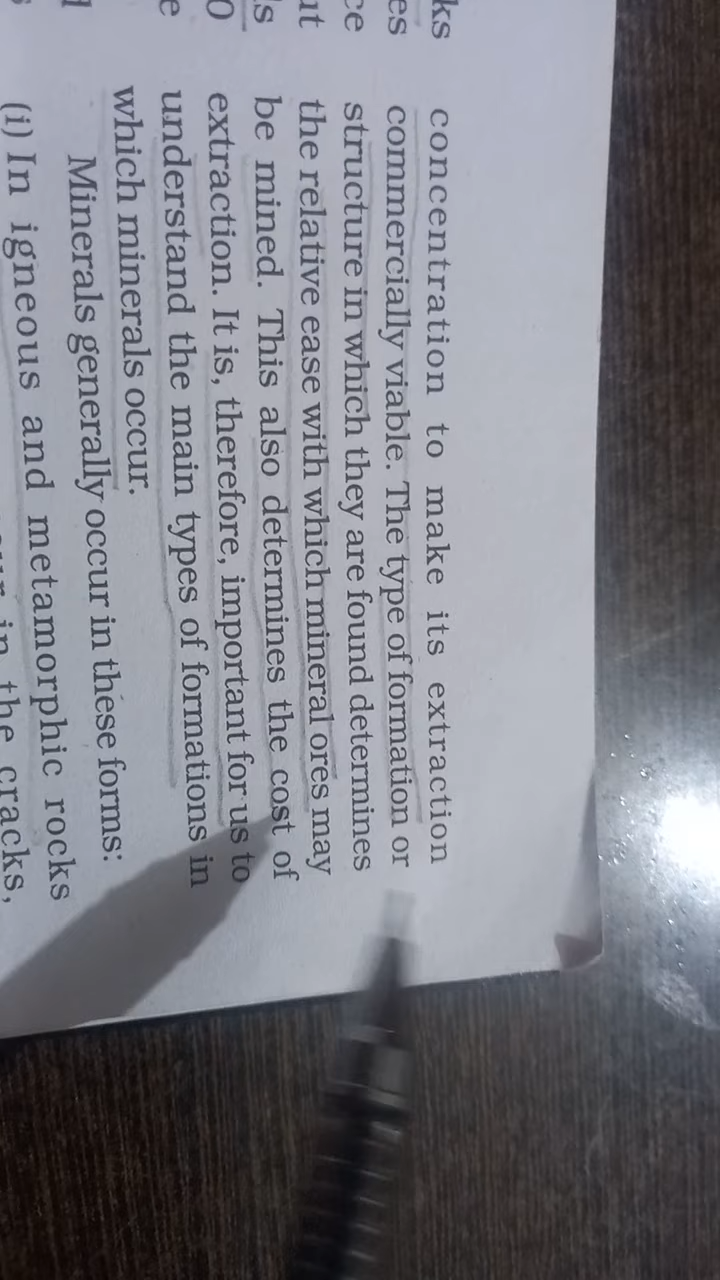 concentration to make its extraction
commercially viable. The type of formation or
structure in which they are found determines
the relative ease with which mineral ores may
be mined. This also determines the cost of
extraction. It is, therefore, important for us to
understand the main types of formations in
which minerals occur.
Minerals generally occur in these forms:
(i) In igneous and metamorphic rocks
in the cracks,